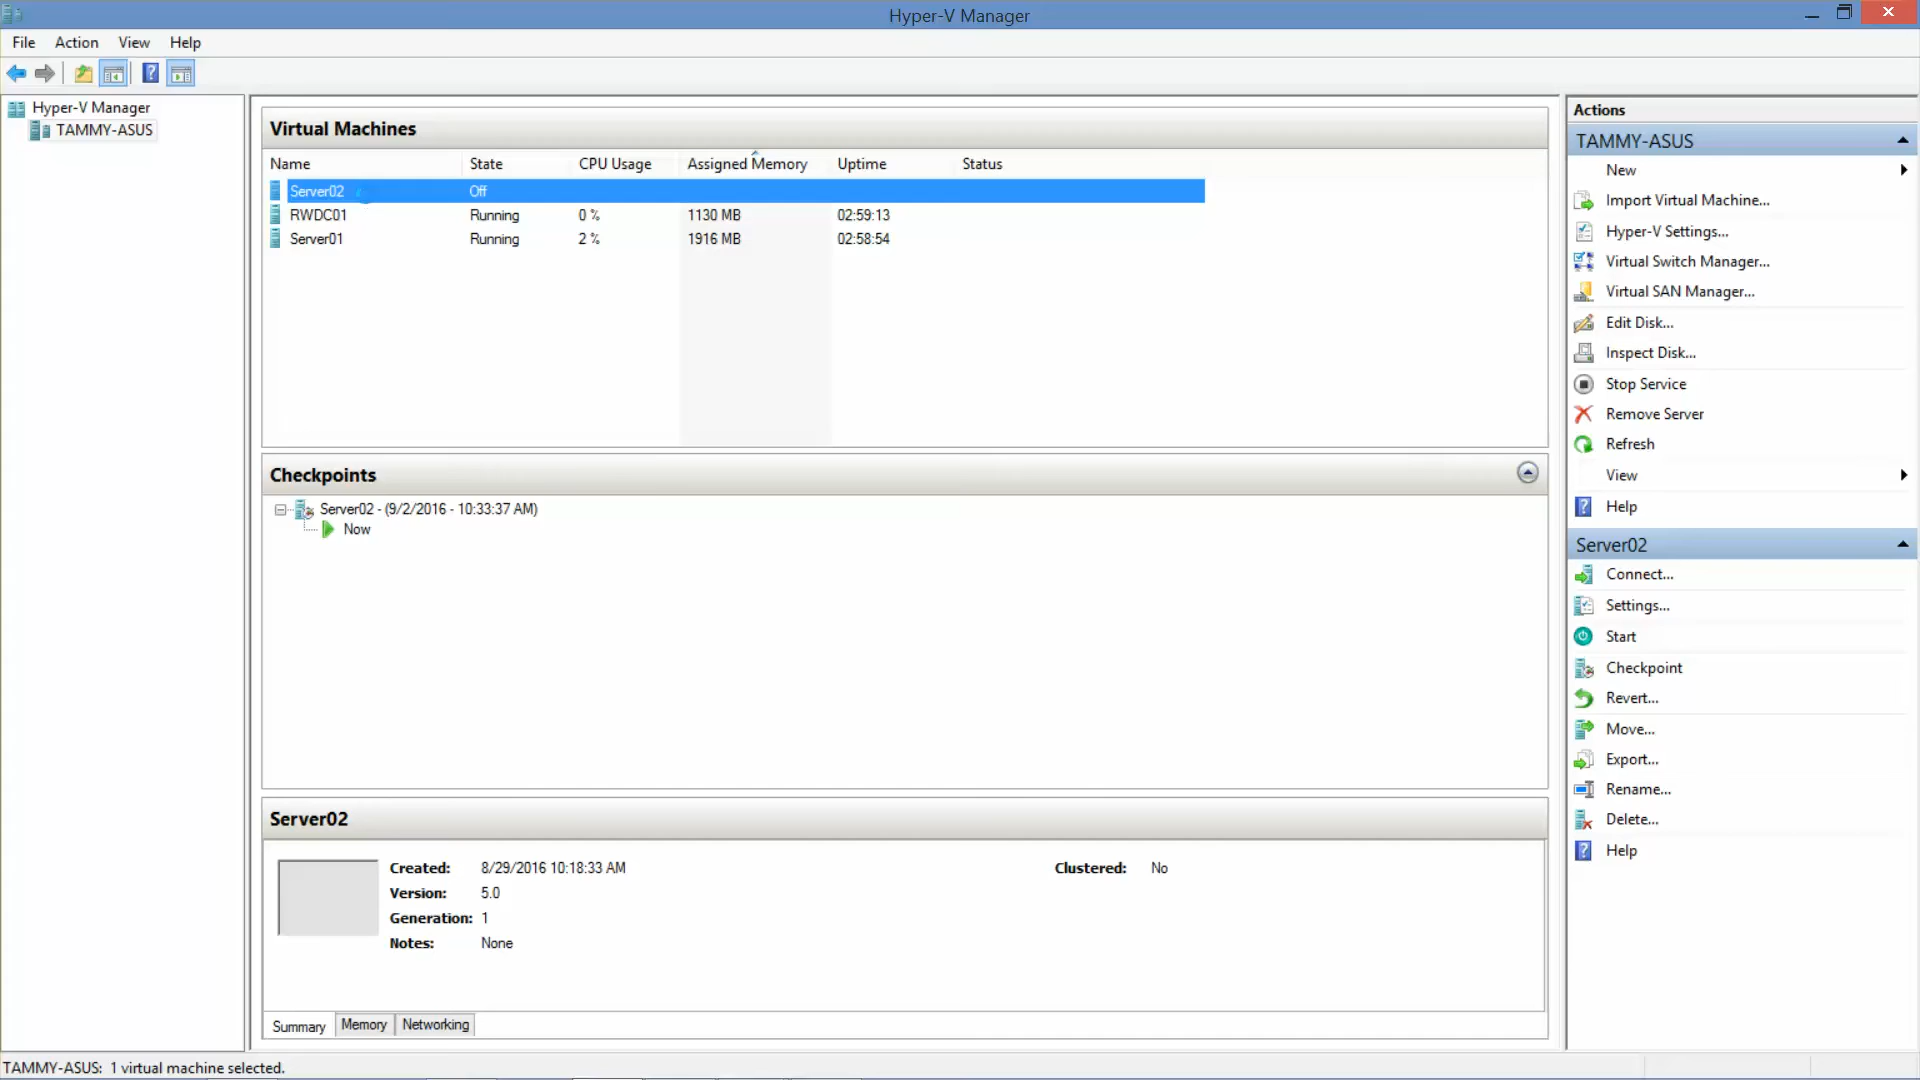 Hyper-V Manager
File Action View Help
Hyper-V Manager
TAMMY-ASUS
Virtual Machines
Name State CPU Usage Assigned Memory Uptime Status
Server02 Off
RWDC01 Running 0 % 1130 MB 02:59:13
Server01 Running 2 % 1916 MB 02:58:54
Checkpoints
Server02 - (9/2/2016 - 10:33:37 AM)
Now
Server02
Created: 8/29/2016 10:18:33 AM Clustered: No
Version: 5.0
Generation: 1
Notes: None
Summary Memory Networking
Actions
TAMMY-ASUS
New
Import Virtual Machine...
Hyper-V Settings...
Virtual Switch Manager...
Virtual SAN Manager...
Edit Disk...
Inspect Disk...
Stop Service
Remove Server
Refresh
View
Help
Server02
Connect...
Settings...
Start
Checkpoint
Revert...
Move...
Export...
Rename...
Delete...
Help
TAMMY-ASUS: 1 virtual machine selected.